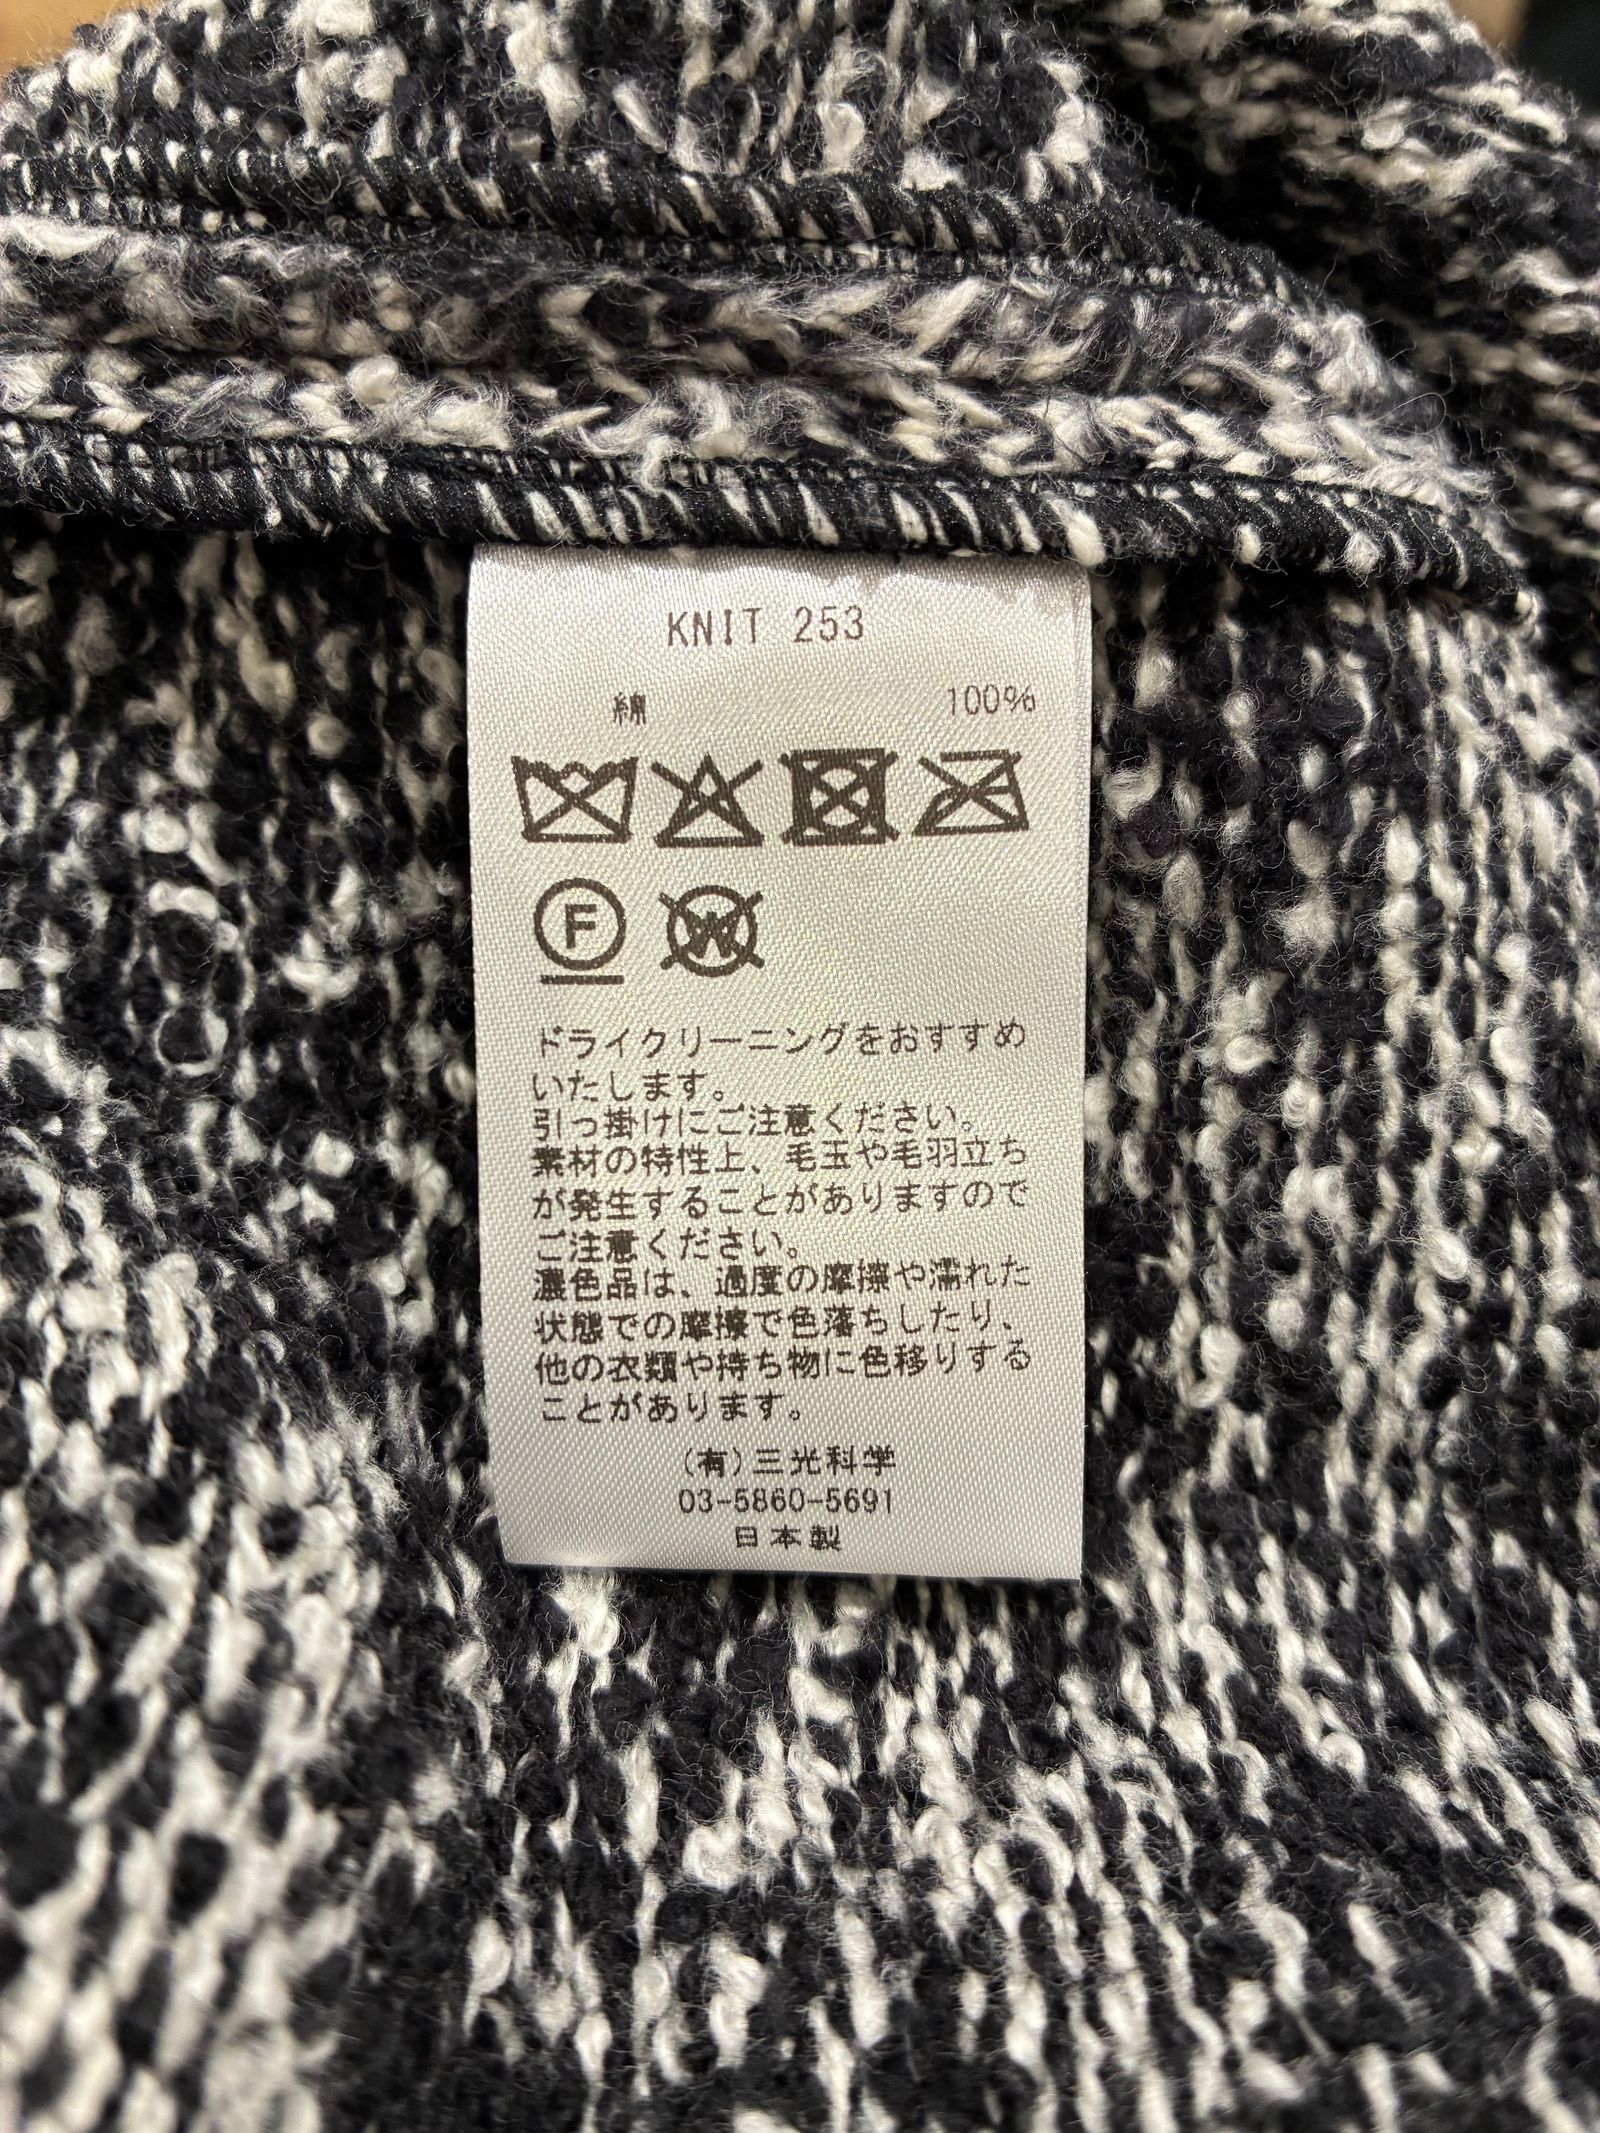 KNIT 253
綿 100%
F W
ドライクリーニングをおすすめ
いたします。
引っ掛けにご注意ください。
素材の特性上、毛玉や毛羽立ち
が発生することがありますので
ご注意ください。
濃色品は、過度の摩擦や濡れた
状態での摩擦で色落ちしたり、
他の衣類や持ち物に色移りする
ことがあります。
(有)三光科学
03-5860-5691
日本製